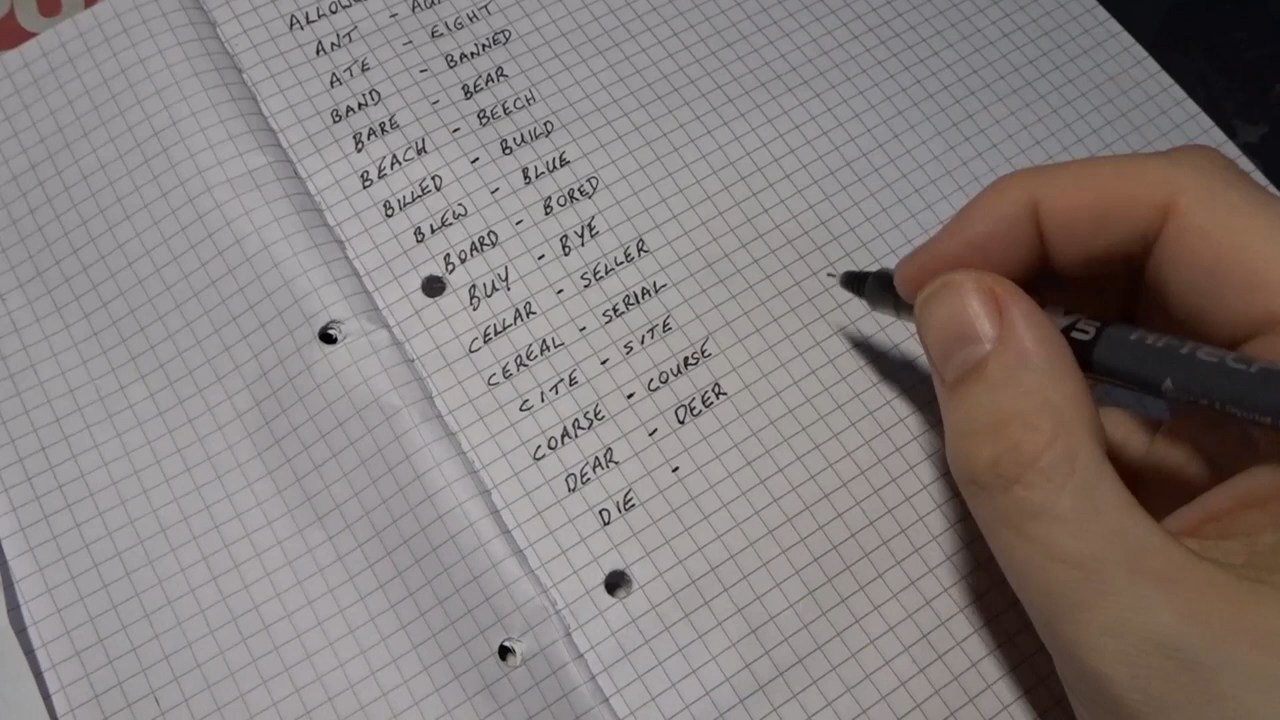 ANT -
ATE - EIGHT
BAND - BANNED
BARE - BEAR
BEACH - BEECH
BILLED - BUILD
BLEW - BLUE
BOARD - BORED
BUY - BYE
CELLAR - SELLER
CEREAL - SERIAL
CITE - SITE
COARSE - COURSE
DEAR - DEER
DIE -